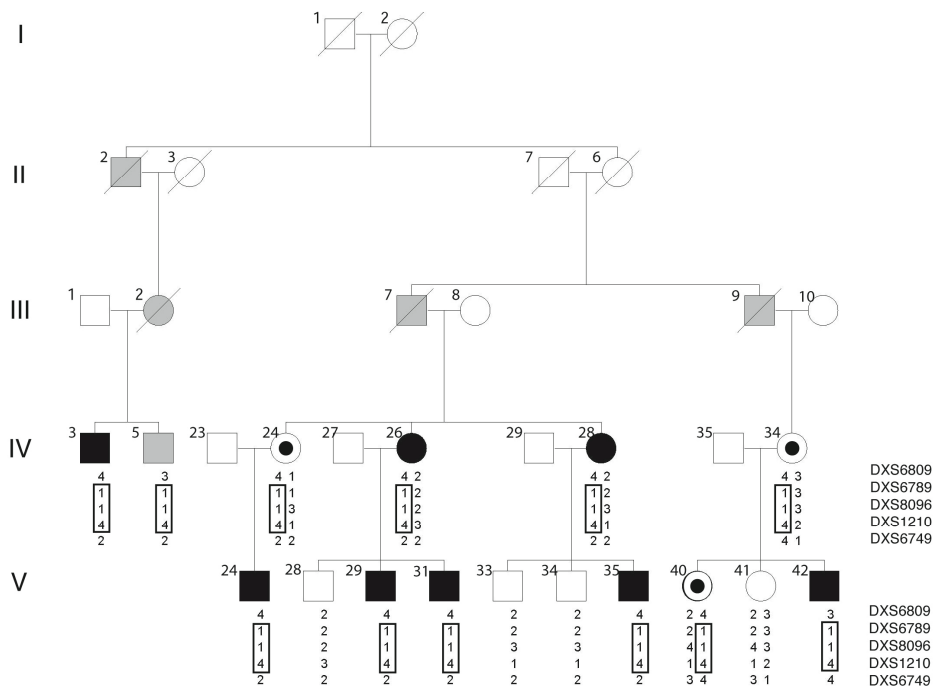 I 1 2
II 2 3 7 6
III 1 2 7 8 9 10
IV 3 5 23 24 27 26 29 28 35 34
4 3 4 1 4 2 4 2 4 3 DXS6809
1 1 1 1 1 2 1 2 1 3 DXS6789
1 1 1 3 1 2 1 3 1 3 DXS8096
4 4 4 1 4 3 4 1 4 2 DXS1210
2 2 2 2 2 2 2 2 4 1 DXS6749
V 24 28 29 31 33 34 35 40 41 42
4 2 4 4 2 2 4 2 4 2 3 3 DXS6809
1 2 1 1 2 2 1 2 1 2 3 1 DXS6789
1 2 1 1 3 3 1 4 1 4 3 1 DXS8096
4 3 4 4 1 1 4 1 4 1 2 4 DXS1210
2 2 2 2 2 2 2 3 4 3 1 4 DXS6749